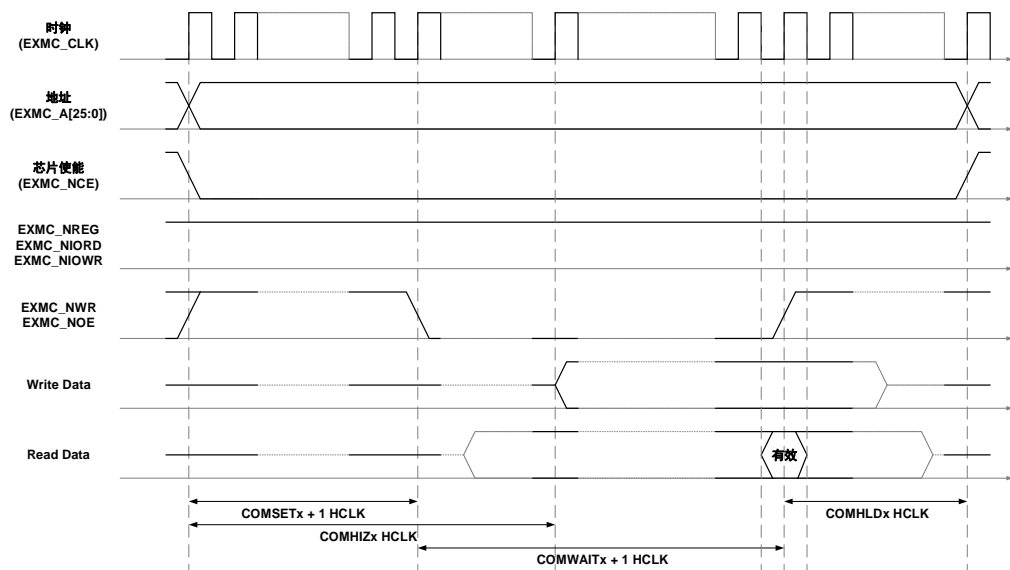 时钟
(EXMC_CLK)
地址
(EXMC_A[25:0])
芯片使能
(EXMC_NCE)
EXMC_NREG
EXMC_NIORD
EXMC_NIOWR
EXMC_NWR
EXMC_NOE
Write Data
Read Data
有效
COMSETx + 1 HCLK
COMHLDx HCLK
COMHIZx HCLK
COMWAITx + 1 HCLK